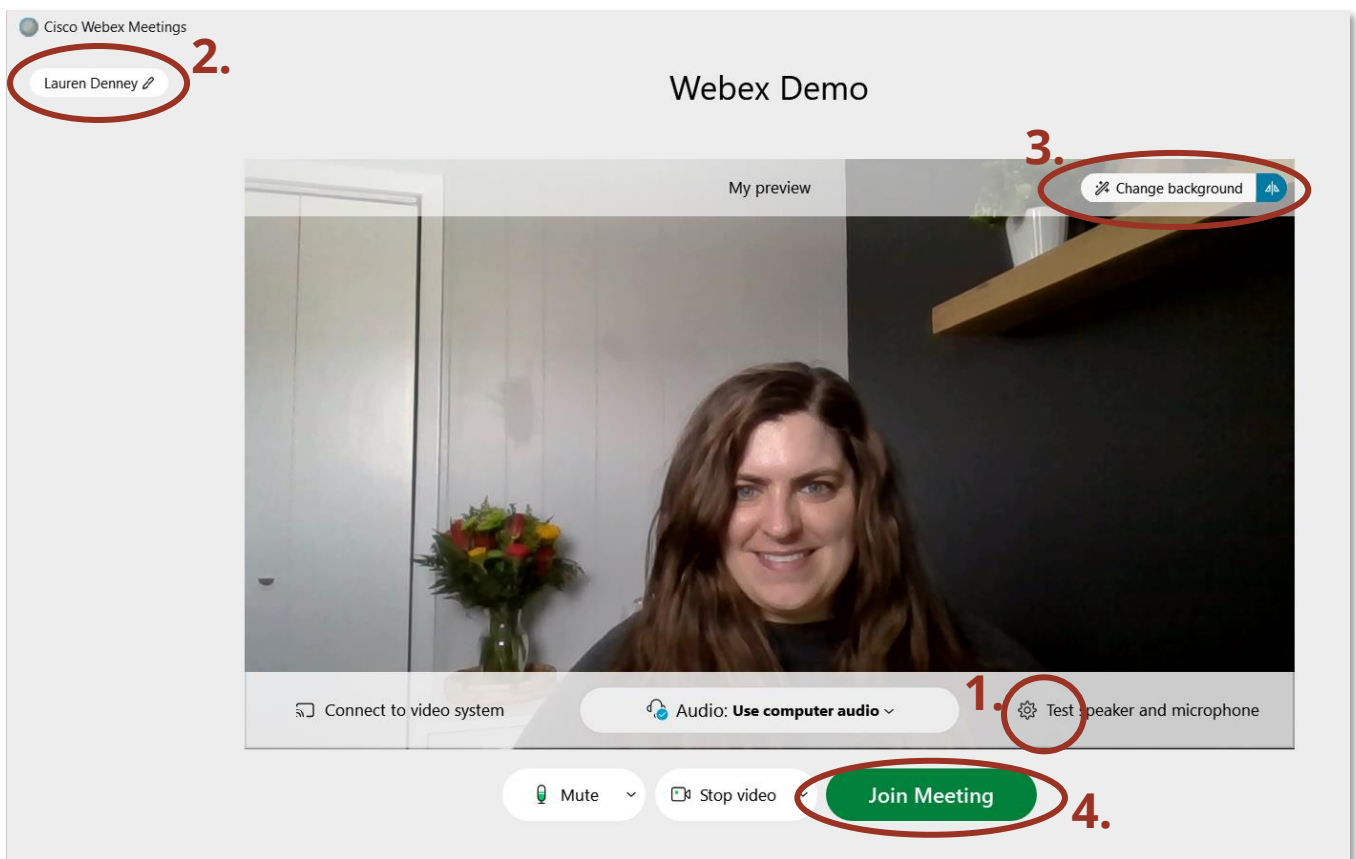 Cisco Webex Meetings
2.
Lauren Denney
Webex Demo
3.
My preview
Change background
1.
Connect to video system
Audio: Use computer audio
Test speaker and microphone
Mute
Stop video
Join Meeting
4.